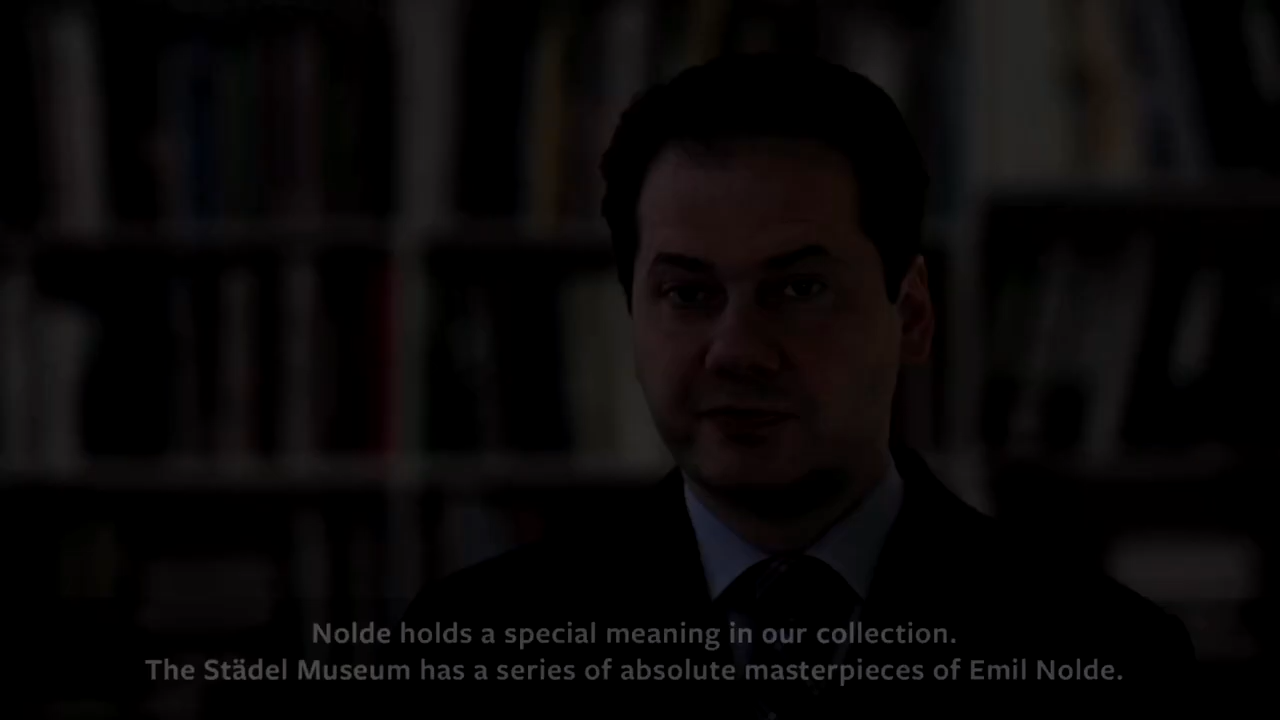 Nolde holds a special meaning in our collection.
The Städel Museum has a series of absolute masterpieces of Emil Nolde.